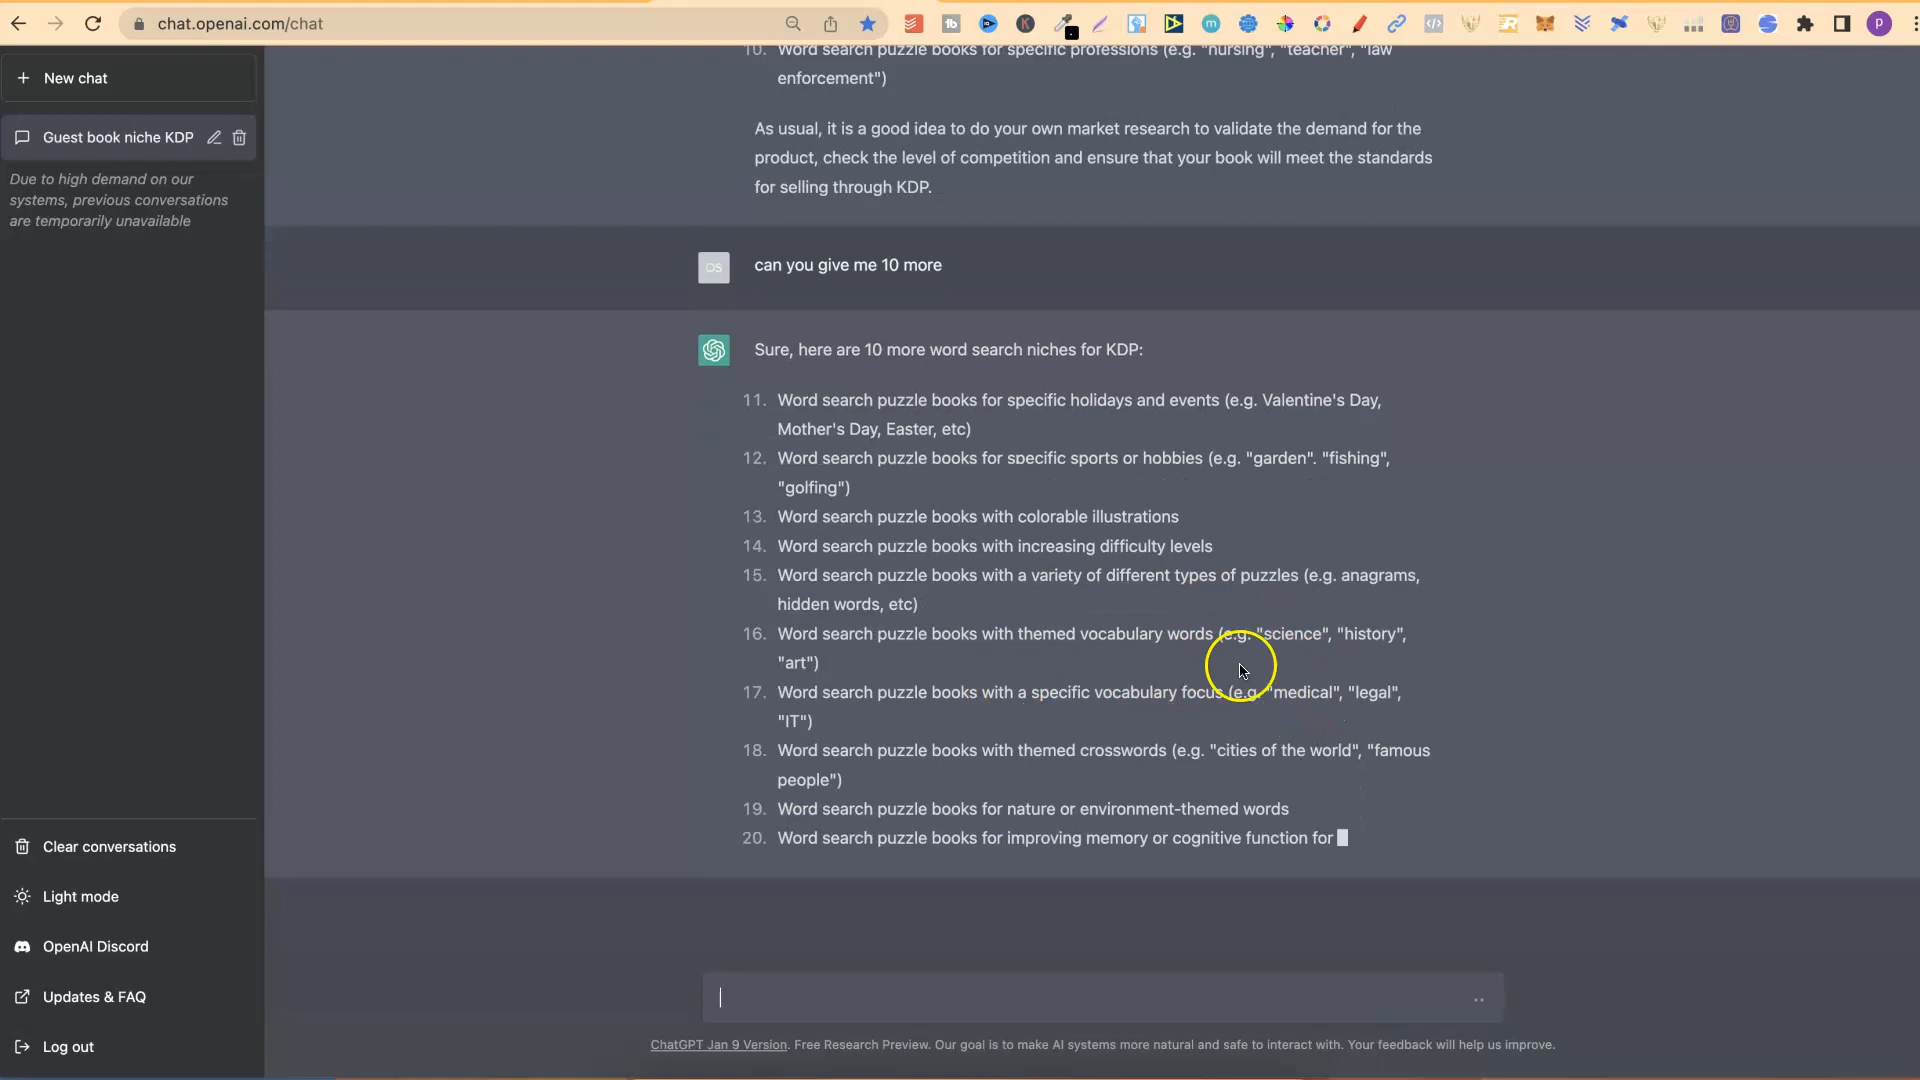 chat.openai.com/chat
New chat
Guest book niche KDP
Due to high demand on our
systems, previous conversations
are temporarily unavailable
Clear conversations
Light mode
OpenAI Discord
Updates & FAQ
Log out
10. Word search puzzle books for specific professions (e.g. "nursing", "teacher", "law
enforcement")
As usual, it is a good idea to do your own market research to validate the demand for the
product, check the level of competition and ensure that your book will meet the standards
for selling through KDP.
OS
can you give me 10 more
Sure, here are 10 more word search niches for KDP:
11. Word search puzzle books for specific holidays and events (e.g. Valentine's Day,
Mother's Day, Easter, etc)
12. Word search puzzle books for specific sports or hobbies (e.g. "garden". "fishing",
"golfing")
13. Word search puzzle books with colorable illustrations
14. Word search puzzle books with increasing difficulty levels
15. Word search puzzle books with a variety of different types of puzzles (e.g. anagrams,
hidden words, etc)
16. Word search puzzle books with themed vocabulary words (e.g. "science", "history",
"art")
17. Word search puzzle books with a specific vocabulary focus (e.g. "medical", "legal",
"IT")
18. Word search puzzle books with themed crosswords (e.g. "cities of the world", "famous
people")
19. Word search puzzle books for nature or environment-themed words
20. Word search puzzle books for improving memory or cognitive function for
ChatGPT Jan 9 Version. Free Research Preview. Our goal is to make AI systems more natural and safe to interact with. Your feedback will help us improve.